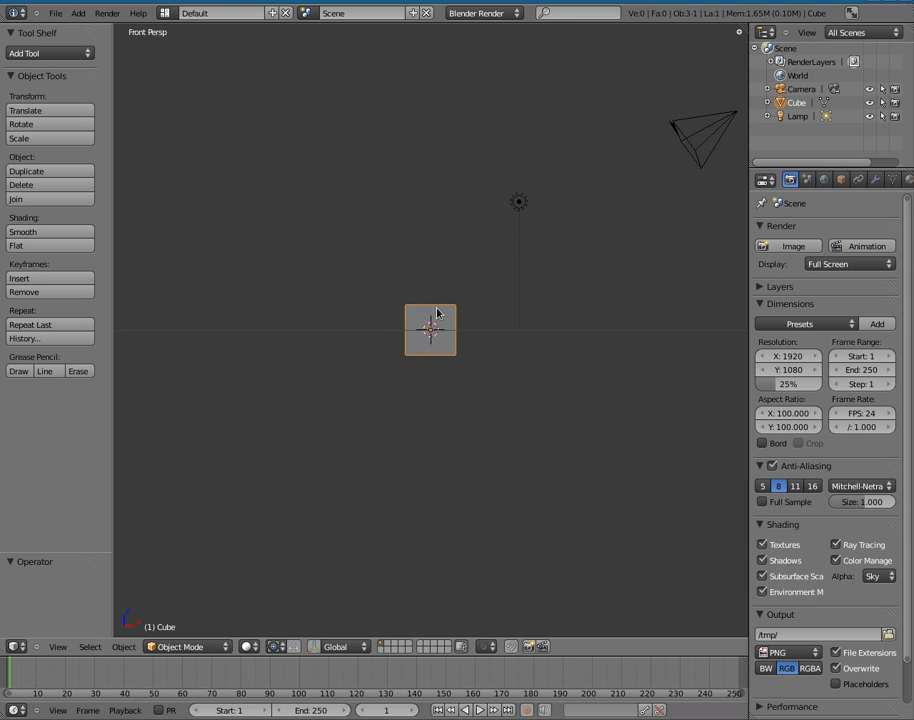 File Add Render Help Default Scene Blender Render Ve:0 | Fa:0 | Ob:3-1 | La:1 | Mem:1.65M (0.10M) | Cube
Tool Shelf
Add Tool
Object Tools
Transform:
Translate
Rotate
Scale
Object:
Duplicate
Delete
Join
Shading:
Smooth
Flat
Keyframes:
Insert
Remove
Repeat:
Repeat Last
History...
Grease Pencil:
Draw Line Erase
Operator
Front Persp
(1) Cube
View Select Object Object Mode Global
View All Scenes
Scene
RenderLayers |
World
Camera |
Cube |
Lamp |
Scene
Render
Image Animation
Display: Full Screen
Layers
Dimensions
Presets Add
Resolution: Frame Range:
X: 1920 Start: 1
Y: 1080 End: 250
25% Step: 1
Aspect Ratio: Frame Rate:
X: 100.000 FPS: 24
Y: 100.000 /: 1.000
Bord Crop
Anti-Aliasing
5 8 11 16 Mitchell-Netra
Full Sample Size: 1.000
Shading
Textures Ray Tracing
Shadows Color Manage
Subsurface Sca Alpha: Sky
Environment M
Output
/tmp/
PNG File Extensions
BW RGB RGBA Overwrite
Placeholders
Performance
0 10 20 30 40 50 60 70 80 90 100 110 120 130 140 150 160 170 180 190 200 210 220 230 240 250
View Frame Playback PR Start: 1 End: 250 1